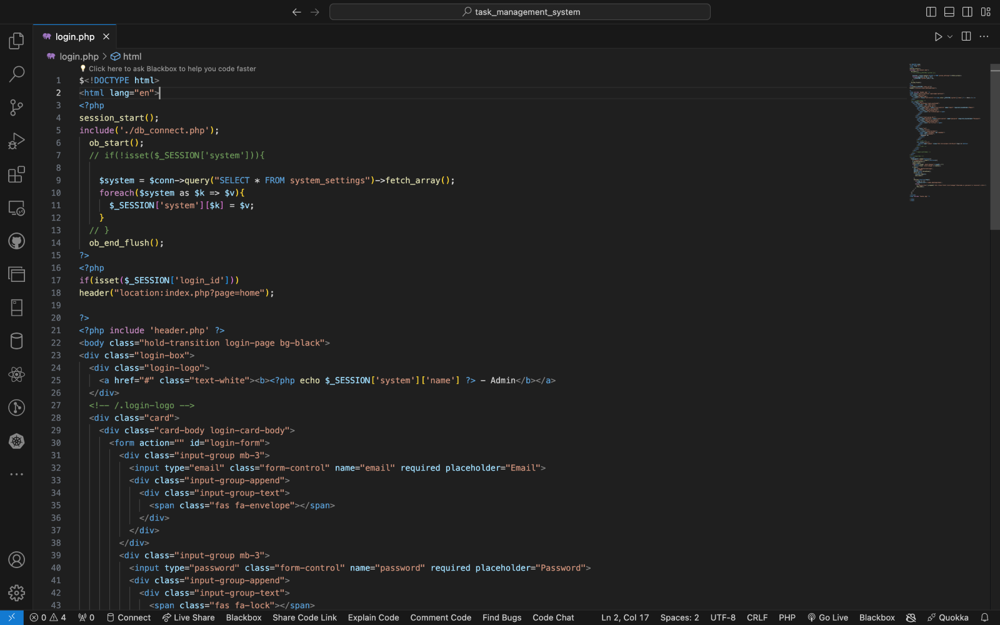 task_management_system
login.php
login.php > html
Click here to ask Blackbox to help you code faster
1 $<!DOCTYPE html>
2 <html lang="en">
3 <?php
4 session_start();
5 include('./db_connect.php');
6 ob_start();
7 // if(!isset($_SESSION['system'])){
8
9 $system = $conn->query("SELECT * FROM system_settings")->fetch_array();
10 foreach($system as $k => $v){
11 $_SESSION['system'][$k] = $v;
12 }
13 // }
14 ob_end_flush();
15 ?>
16 <?php
17 if(isset($_SESSION['login_id']))
18 header("location:index.php?page=home");
19
20 ?>
21 <?php include 'header.php' ?>
22 <body class="hold-transition login-page bg-black">
23 <div class="login-box">
24 <div class="login-logo">
25 <a href="#" class="text-white"><b><?php echo $_SESSION['system']['name'] ?> - Admin</b></a>
26 </div>
27 <!-- /.login-logo -->
28 <div class="card">
29 <div class="card-body login-card-body">
30 <form action="" id="login-form">
31 <div class="input-group mb-3">
32 <input type="email" class="form-control" name="email" required placeholder="Email">
33 <div class="input-group-append">
34 <div class="input-group-text">
35 <span class="fas fa-envelope"></span>
36 </div>
37 </div>
38 </div>
39 <div class="input-group mb-3">
40 <input type="password" class="form-control" name="password" required placeholder="Password">
41 <div class="input-group-append">
42 <div class="input-group-text">
43 <span class="fas fa-lock"></span>
0 4 0 Connect Live Share Blackbox Share Code Link Explain Code Comment Code Find Bugs Code Chat Ln 2, Col 17 Spaces: 2 UTF-8 CRLF PHP Go Live Blackbox Quokka